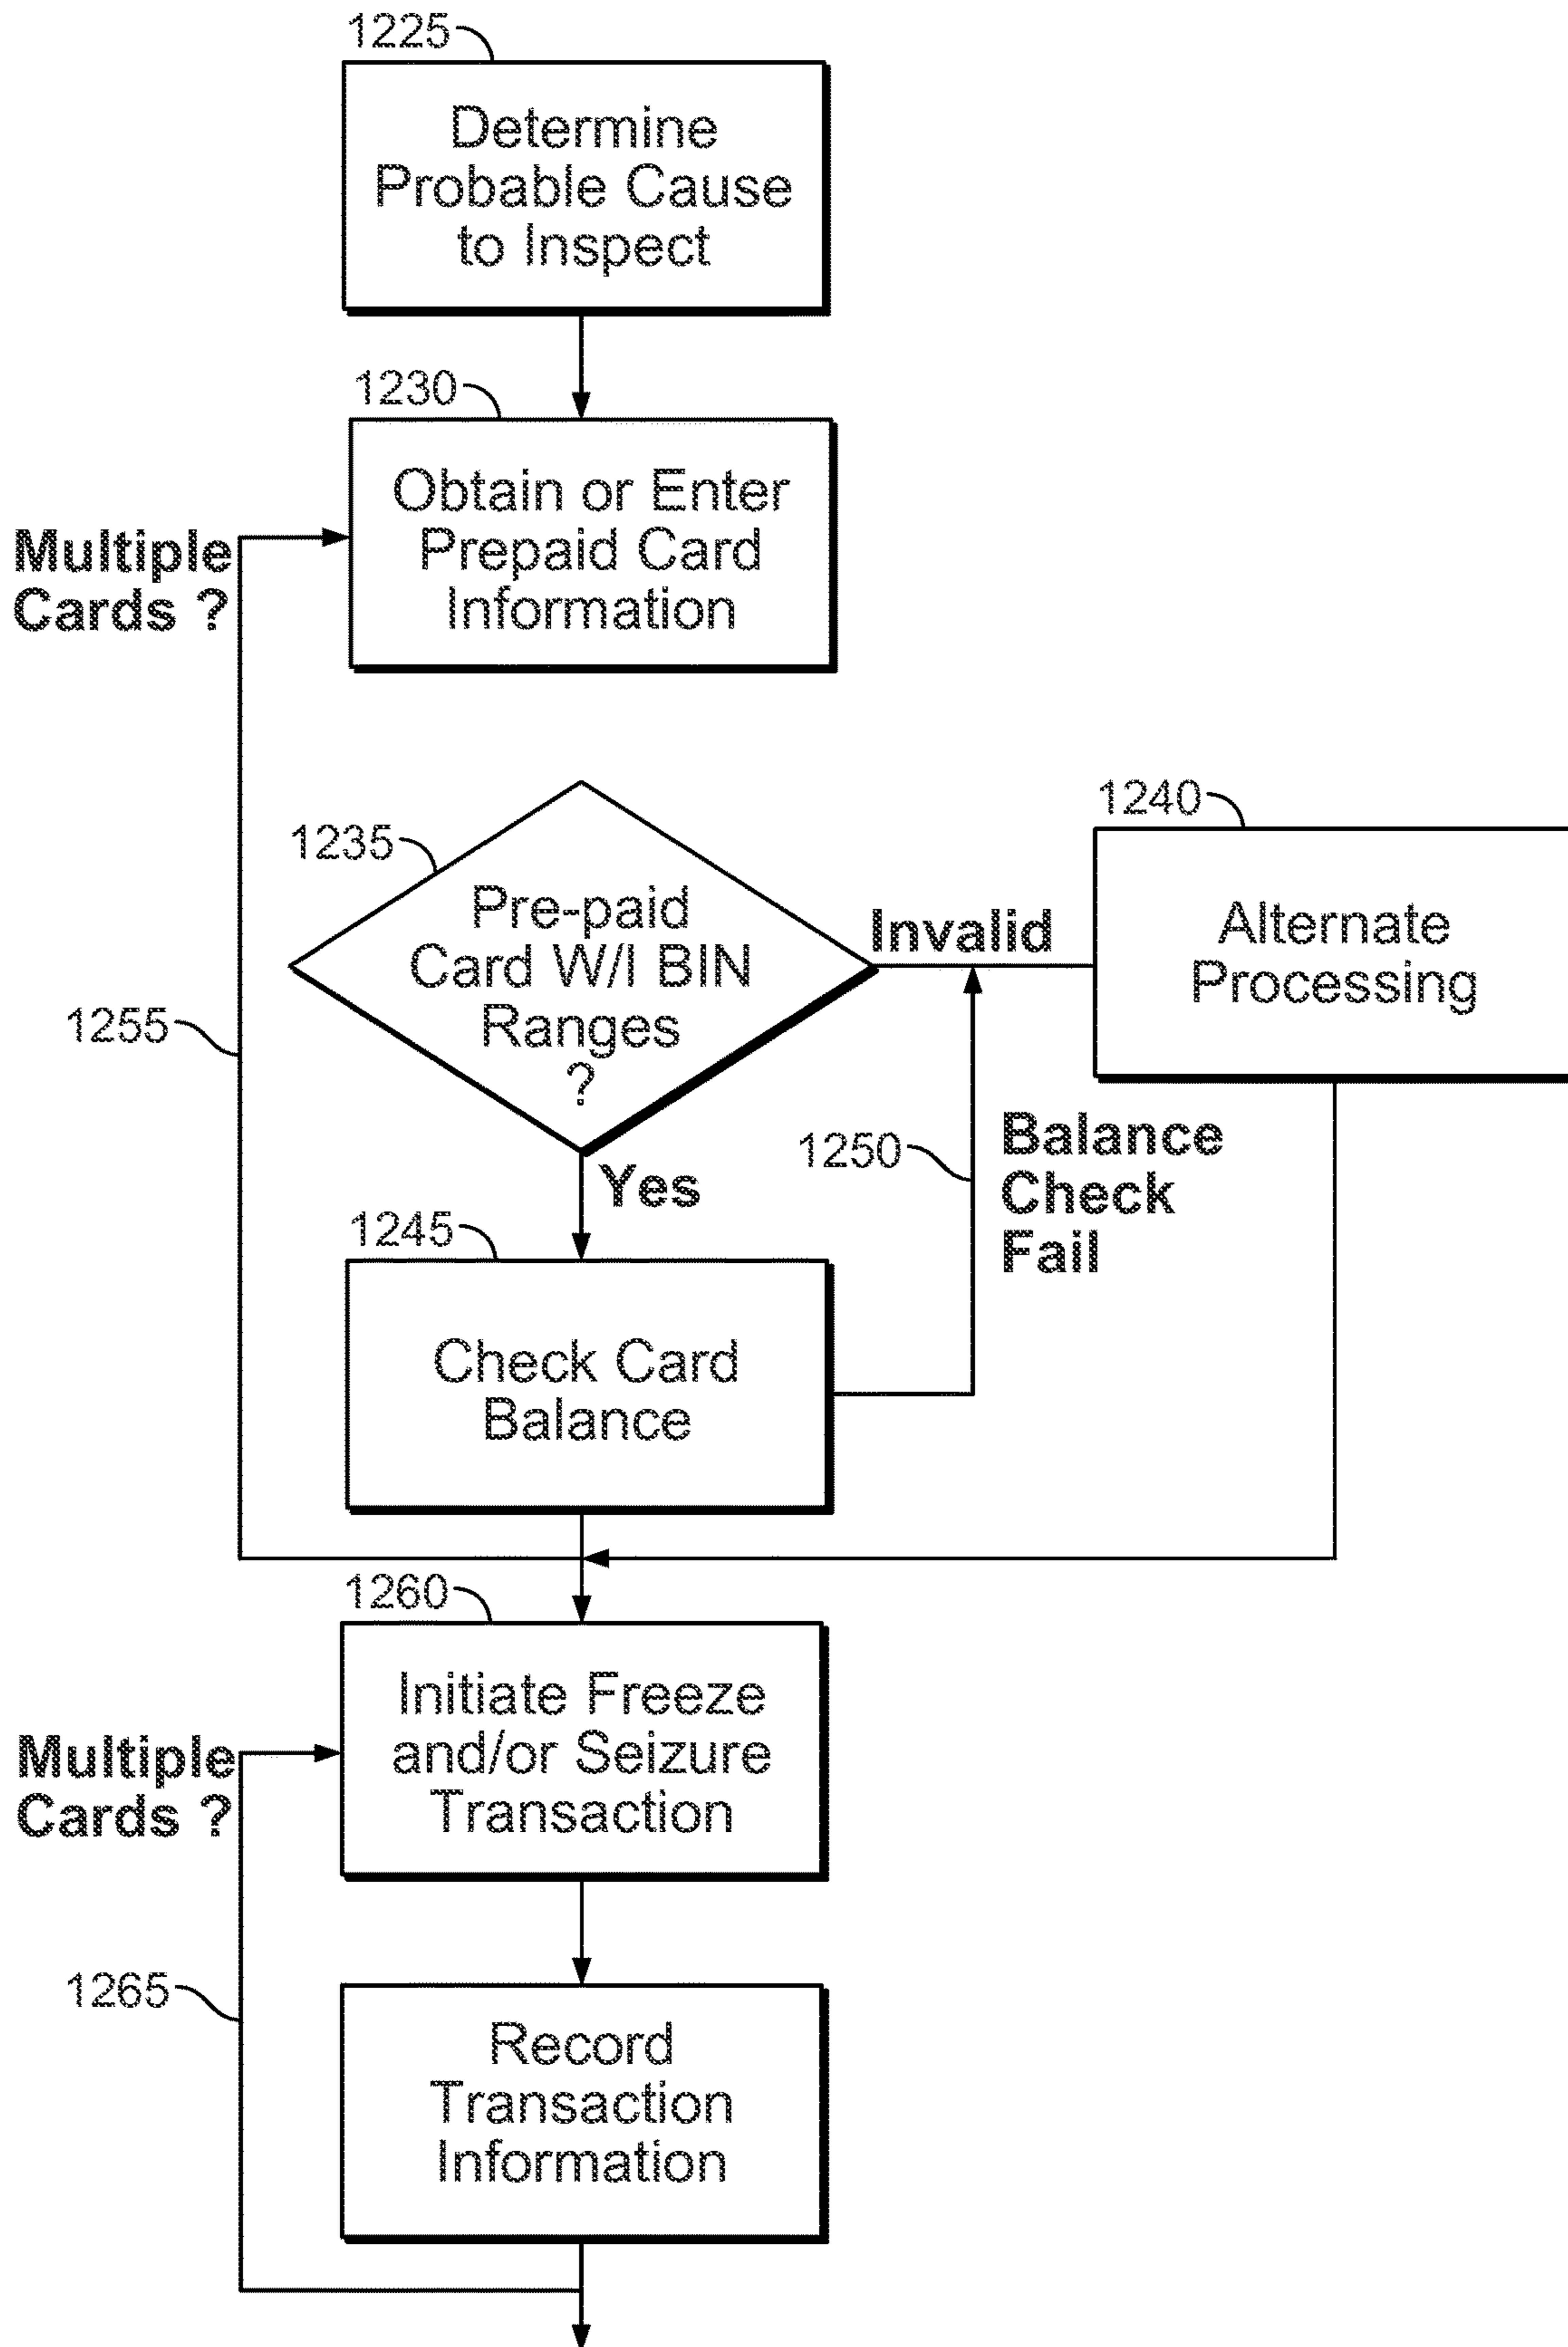 1225
Determine
Probable Cause
to Inspect
1230
Obtain or Enter
Prepaid Card
Information
Multiple
Cards ?
1235
Pre-paid
Card W/I BIN
Ranges
?
Invalid
1240
Alternate
Processing
1255
Yes
1250
Balance
Check
Fail
1245
Check Card
Balance
1260
Initiate Freeze
and/or Seizure
Transaction
Multiple
Cards ?
1265
Record
Transaction
Information